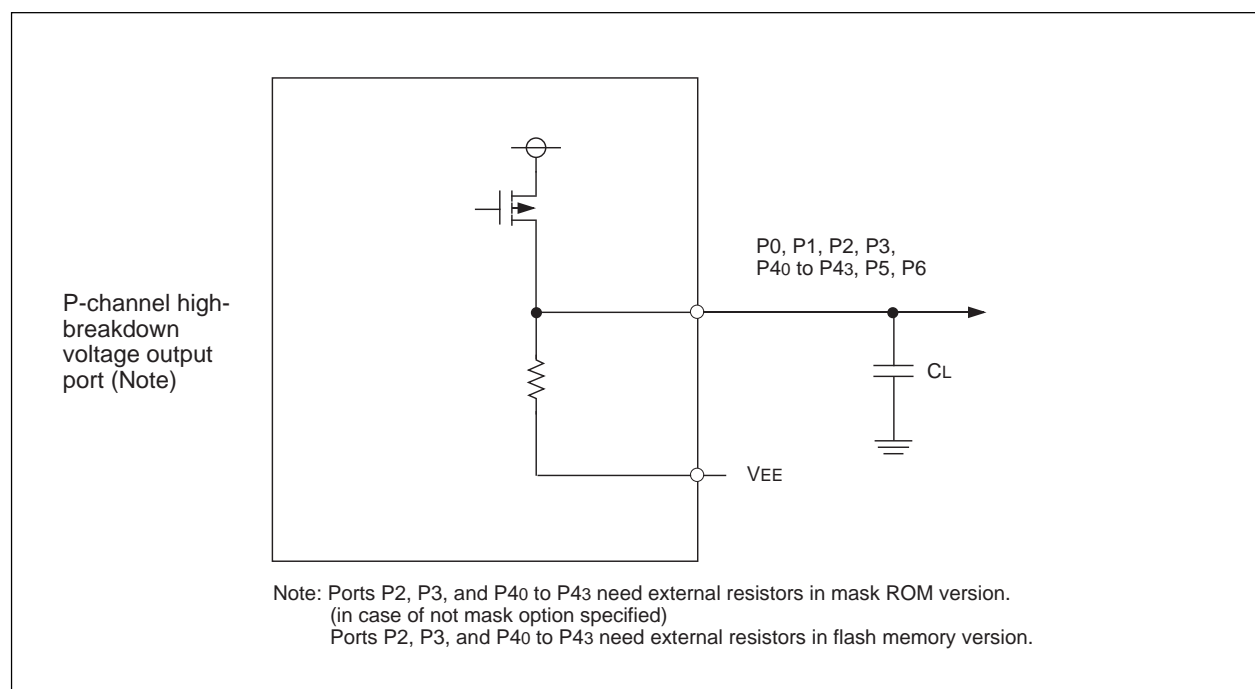 P-channel high-
breakdown
voltage output
port (Note)
P0, P1, P2, P3,
P40 to P43, P5, P6
CL
VEE
Note: Ports P2, P3, and P40 to P43 need external resistors in mask ROM version.
(in case of not mask option specified)
Ports P2, P3, and P40 to P43 need external resistors in flash memory version.